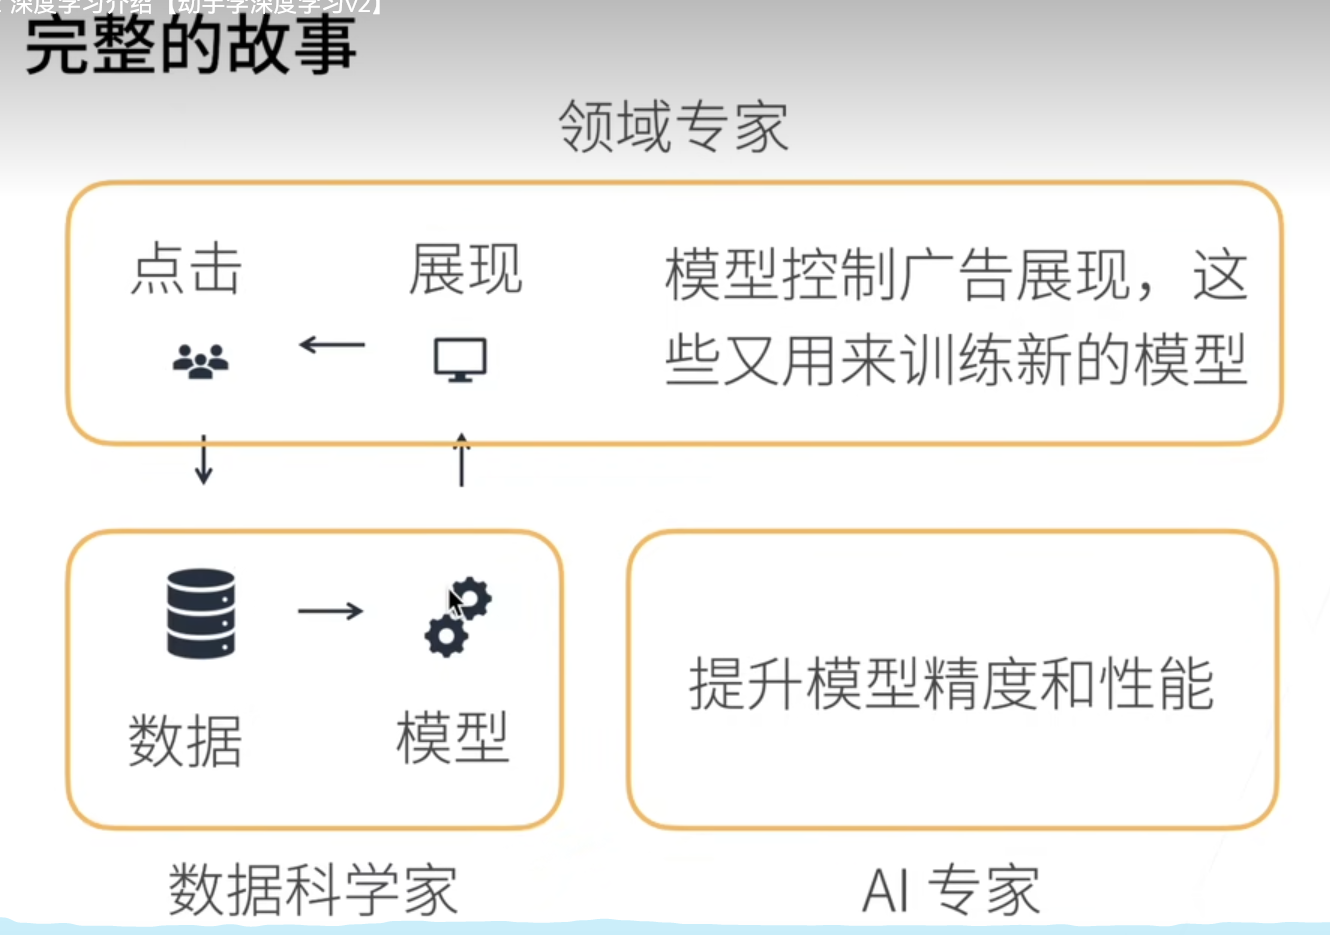 深度学习介绍【动手学深度学习v2】
完整的故事
领域专家
点击
展现
模型控制广告展现，这
些又用来训练新的模型
数据
模型
提升模型精度和性能
数据科学家
AI 专家